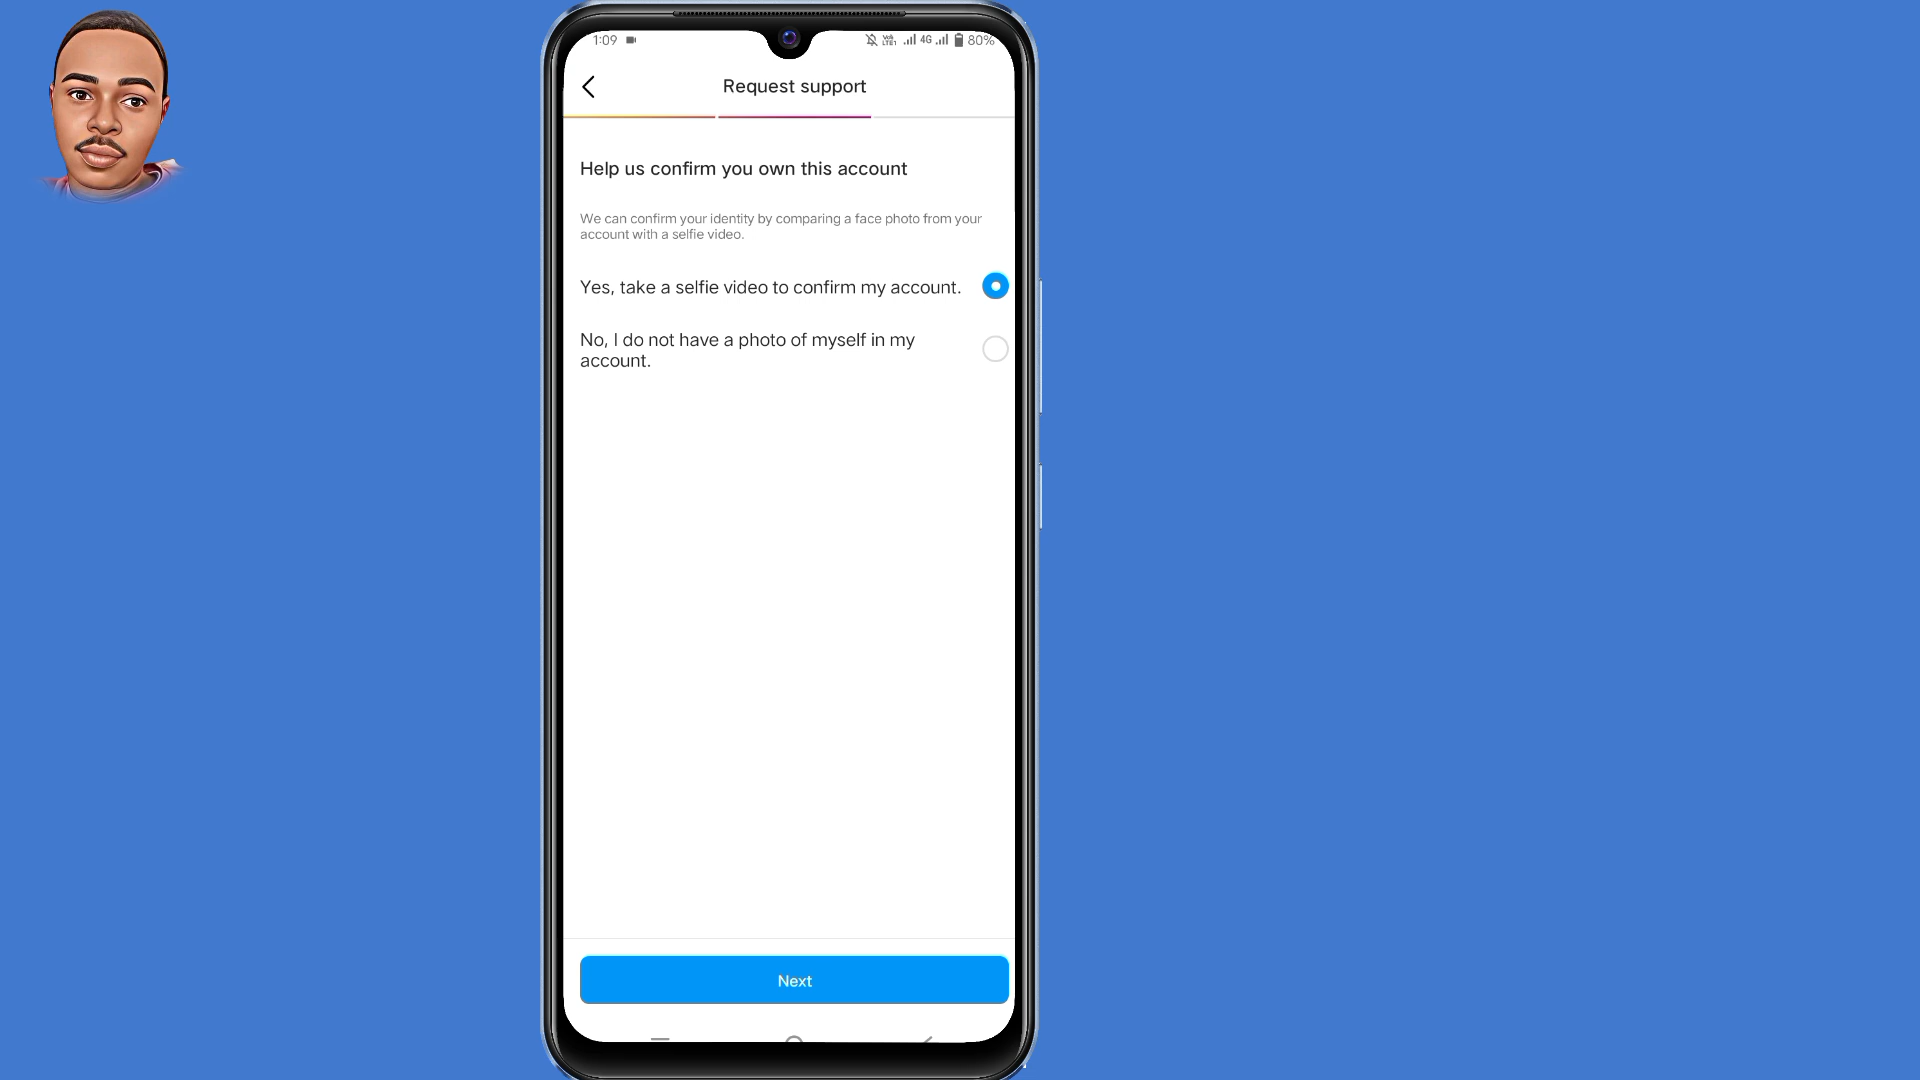 1:09
4G
80%
Request support
Help us confirm you own this account
We can confirm your identity by comparing a face photo from your
account with a selfie video.
Yes, take a selfie video to confirm my account.
No, I do not have a photo of myself in my
account.
Next